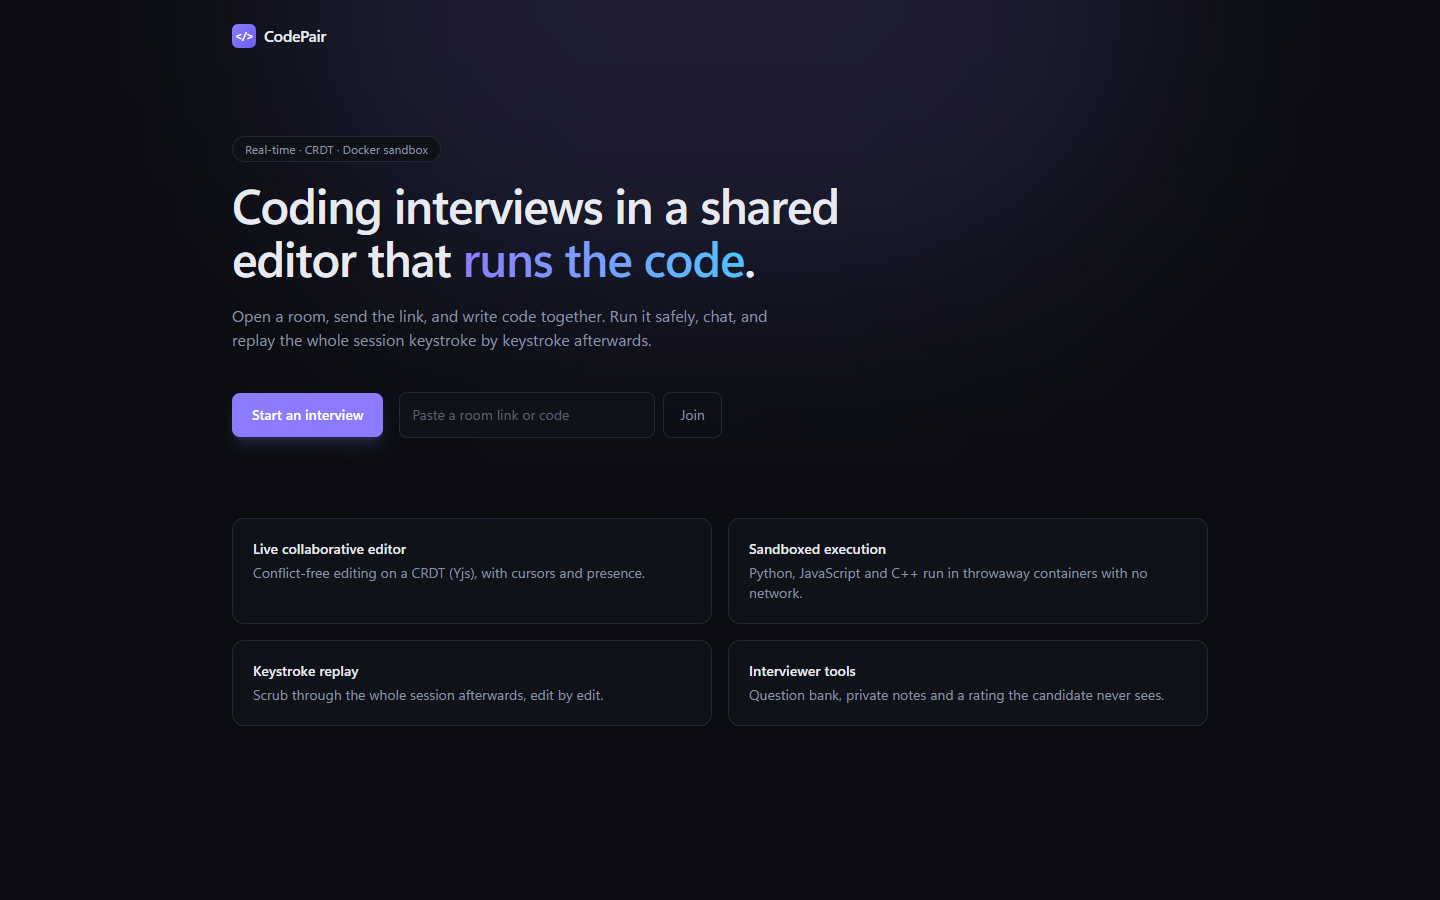 </> CodePair
Real-time · CRDT · Docker sandbox
Coding interviews in a shared
editor that runs the code.
Open a room, send the link, and write code together. Run it safely, chat, and
replay the whole session keystroke by keystroke afterwards.
Start an interview
Paste a room link or code
Join
Live collaborative editor
Conflict-free editing on a CRDT (Yjs), with cursors and presence.
Sandboxed execution
Python, JavaScript and C++ run in throwaway containers with no
network.
Keystroke replay
Scrub through the whole session afterwards, edit by edit.
Interviewer tools
Question bank, private notes and a rating the candidate never sees.